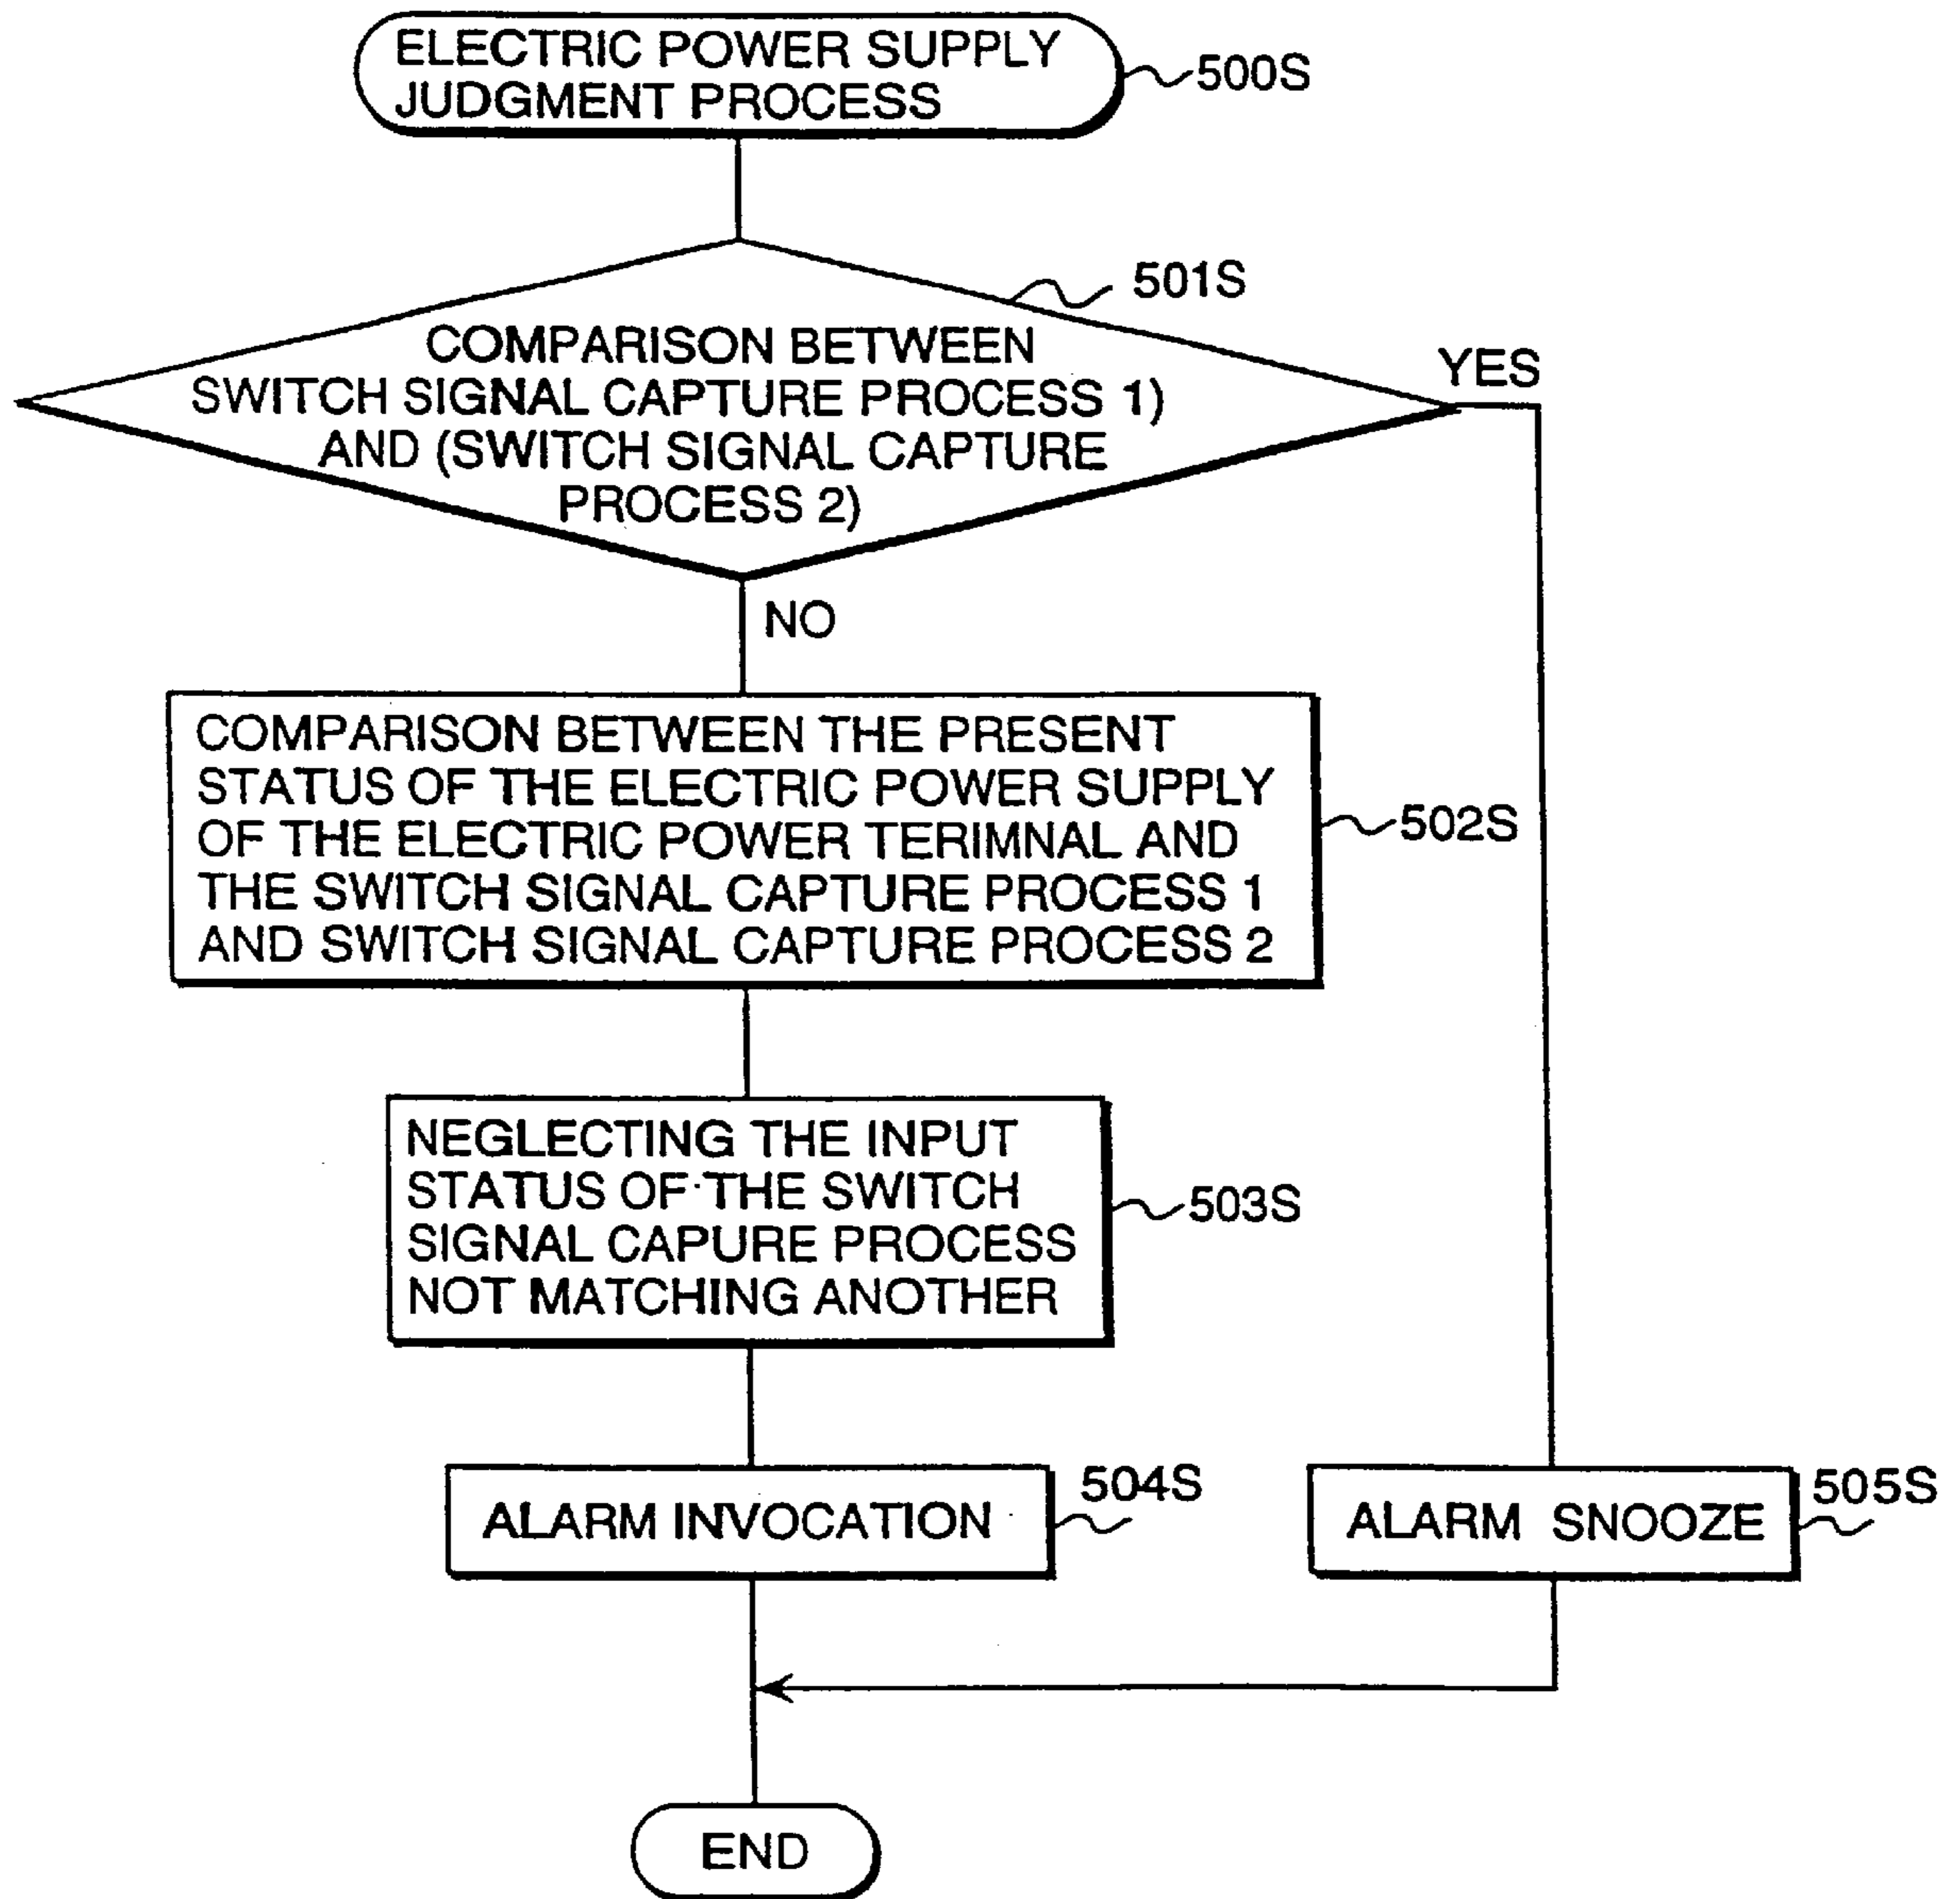 ELECTRIC POWER SUPPLY
JUDGMENT PROCESS
500S
501S
COMPARISON BETWEEN
SWITCH SIGNAL CAPTURE PROCESS 1)
AND (SWITCH SIGNAL CAPTURE
PROCESS 2)
YES
NO
COMPARISON BETWEEN THE PRESENT
STATUS OF THE ELECTRIC POWER SUPPLY
OF THE ELECTRIC POWER TERIMNAL AND
THE SWITCH SIGNAL CAPTURE PROCESS 1
AND SWITCH SIGNAL CAPTURE PROCESS 2
502S
NEGLECTING THE INPUT
STATUS OF THE SWITCH
SIGNAL CAPURE PROCESS
NOT MATCHING ANOTHER
503S
ALARM INVOCATION
504S
ALARM SNOOZE
505S
END